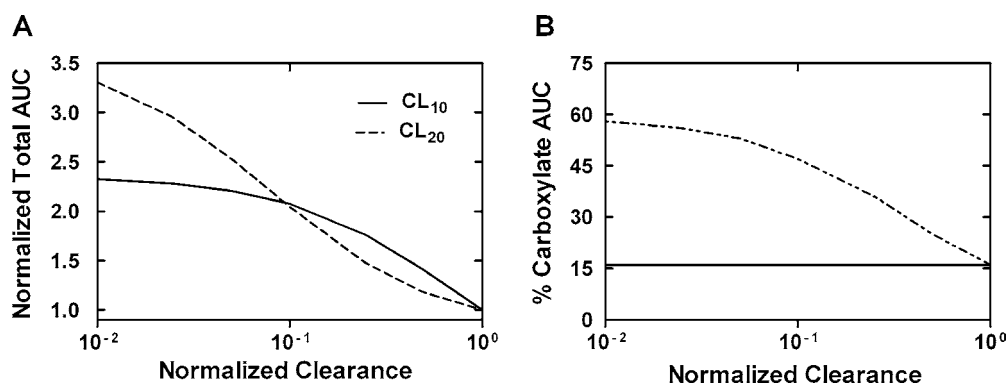 A
Normalized Total AUC
3.5
3.0
2.5
2.0
1.5
1.0
CL₁₀
CL₂₀
10⁻²
10⁻¹
10⁰
Normalized Clearance
B
% Carboxylate AUC
75
60
45
30
15
0
10⁻²
10⁻¹
10⁰
Normalized Clearance